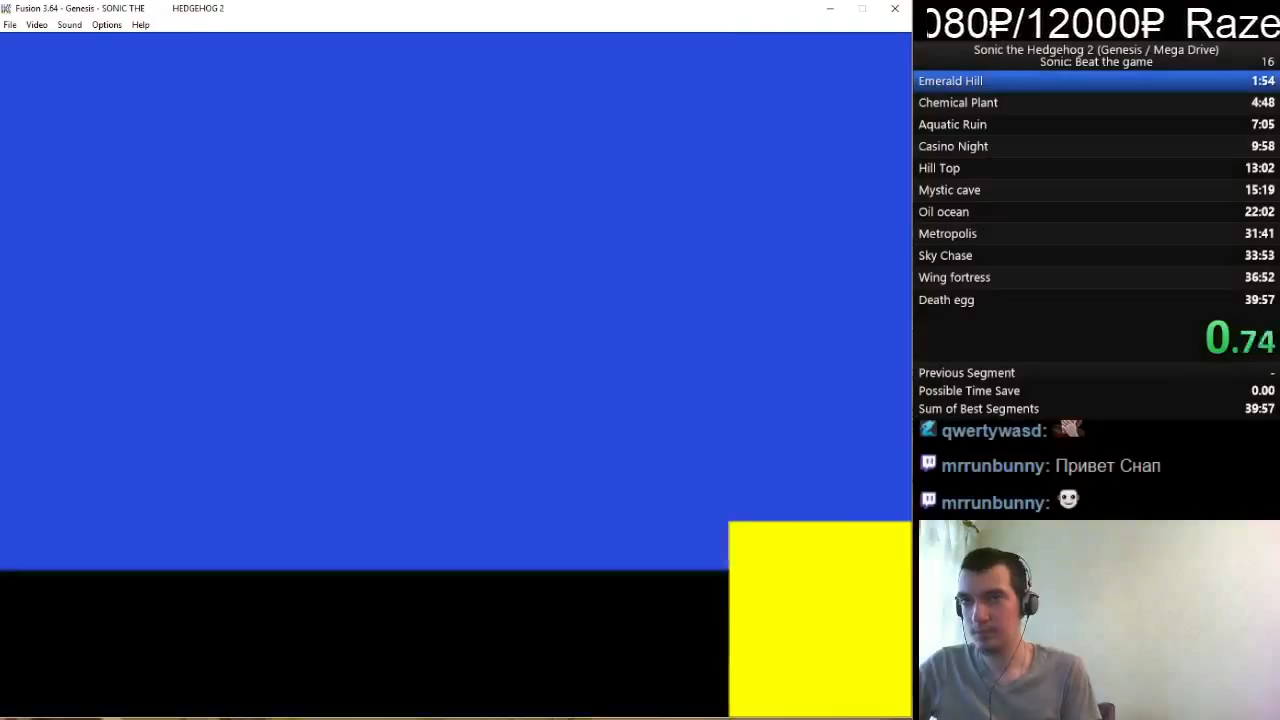 Fusion 3.64 - Genesis - SONIC THE HEDGEHOG 2
File Video Sound Options Help
080₽/12000₽ Raze
Sonic the Hedgehog 2 (Genesis / Mega Drive)
Sonic: Beat the game 16
Emerald Hill 1:54
Chemical Plant 4:48
Aquatic Ruin 7:05
Casino Night 9:58
Hill Top 13:02
Mystic cave 15:19
Oil ocean 22:02
Metropolis 31:41
Sky Chase 33:53
Wing fortress 36:52
Death egg 39:57
0.74
Previous Segment -
Possible Time Save 0.00
Sum of Best Segments 39:57
qwertywasd:
mrrunbunny: Привет Снап
mrrunbunny: